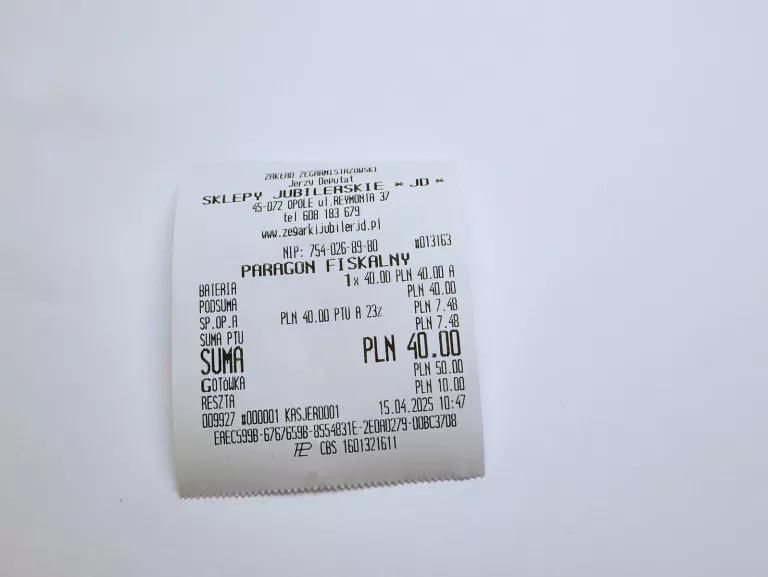 ZAKŁAD ZEGARMISTRZOWSKI
Jerzy Deputat
SKLEPY JUBILERSKIE * JD *
45-072 OPOLE ul.REYMONTA 37
tel 608 183 679
www.zegarkijubilerjd.pl
NIP: 754-026-89-80 #013163
PARAGON FISKALNY
BATERIA 1x 40.00 PLN 40.00 A
PODSUMA PLN 40.00
SP.OP.A PLN 40.00 PTU A 23% PLN 7.48
SUMA PTU PLN 7.48
SUMA PLN 40.00
GOTÓWKA PLN 50.00
RESZTA PLN 10.00
009927 #000001 KASJER0001 15.04.2025 10:47
EAEC599B-6767659B-8554831E-2E0A0279-00BC3708
CBS 1601321611